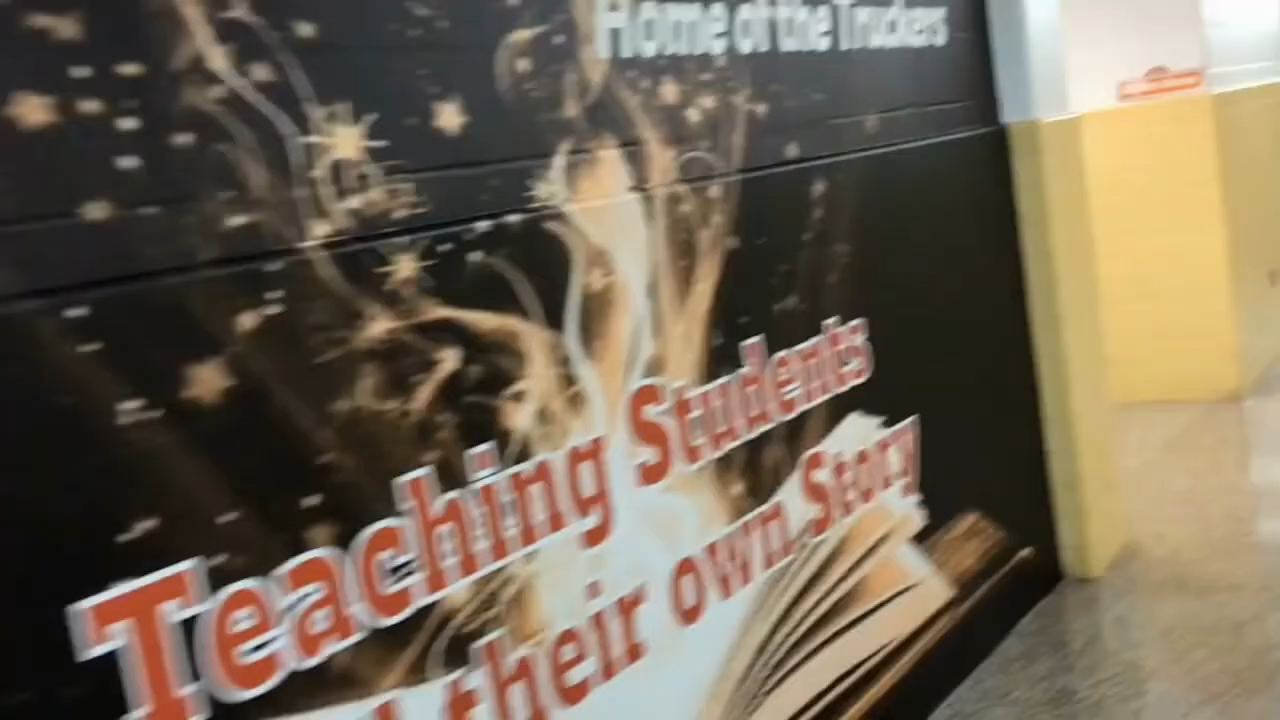 Home of the Truckers
Teaching Students
their own Story